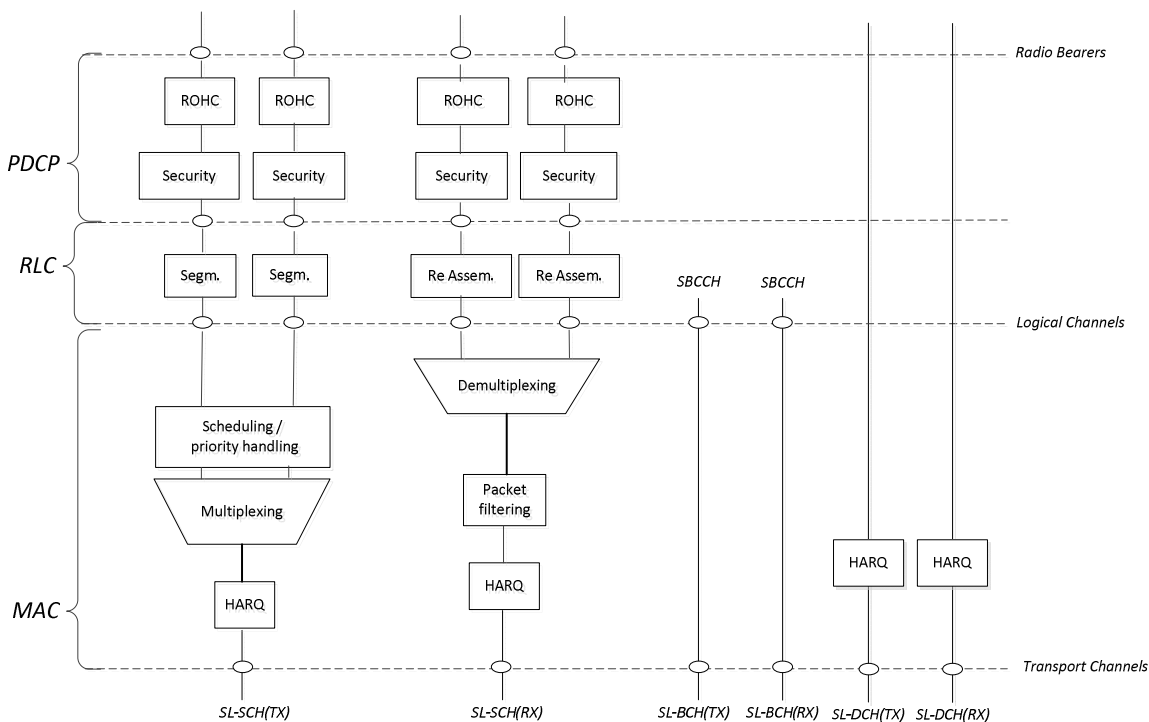 Radio Bearers
ROHC ROHC ROHC ROHC
PDCP
Security Security Security Security
RLC
Segm. Segm. Re Assem. Re Assem.
SBCCH SBCCH
Logical Channels
Demultiplexing
Scheduling /
priority handling
Packet
filtering
Multiplexing
HARQ HARQ
HARQ
HARQ
MAC
Transport Channels
SL-SCH(TX) SL-SCH(RX) SL-BCH(TX) SL-BCH(RX) SL-DCH(TX) SL-DCH(RX)